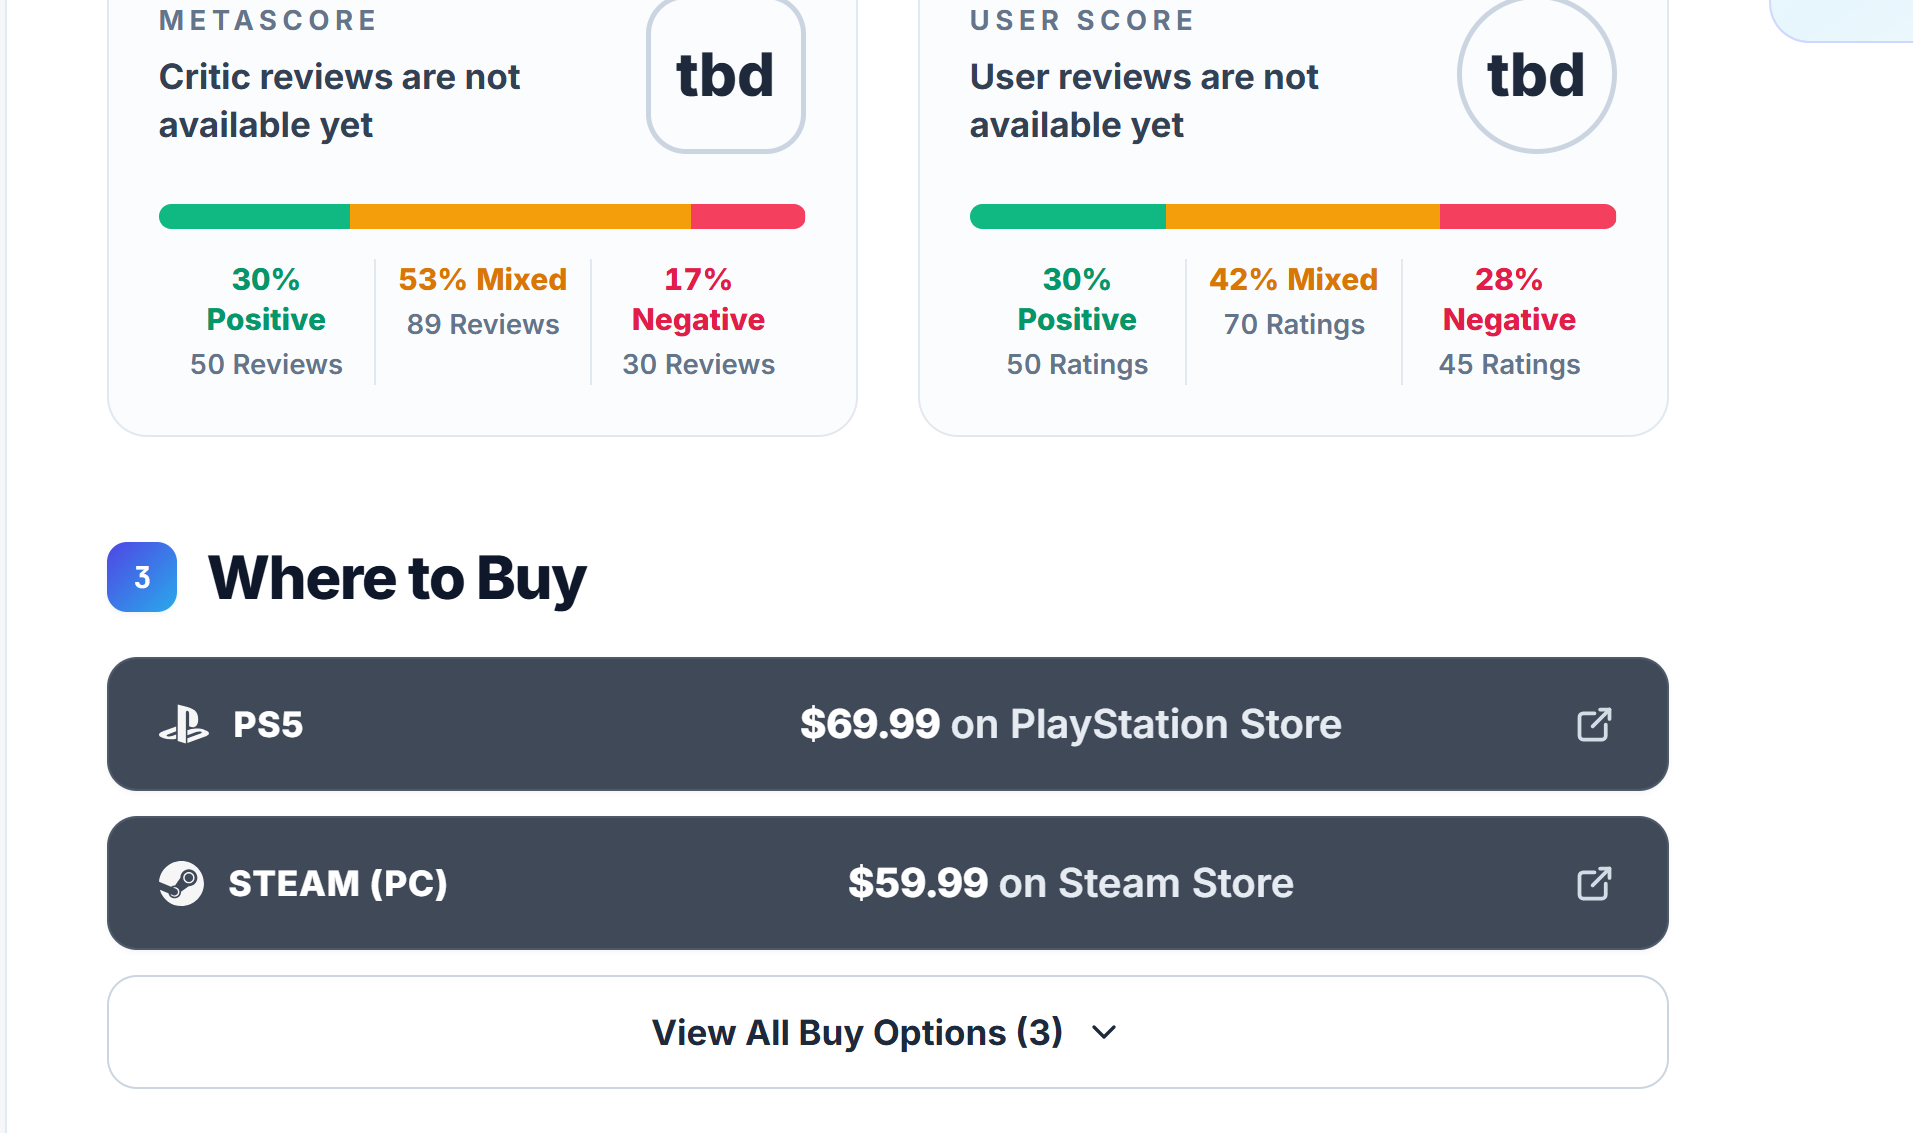 METASCORE
Critic reviews are not
available yet
tbd
30%
Positive
50 Reviews
53% Mixed
89 Reviews
17%
Negative
30 Reviews
USER SCORE
User reviews are not
available yet
tbd
30%
Positive
50 Ratings
42% Mixed
70 Ratings
28%
Negative
45 Ratings
3
Where to Buy
PS5
$69.99 on PlayStation Store
STEAM (PC)
$59.99 on Steam Store
View All Buy Options (3)